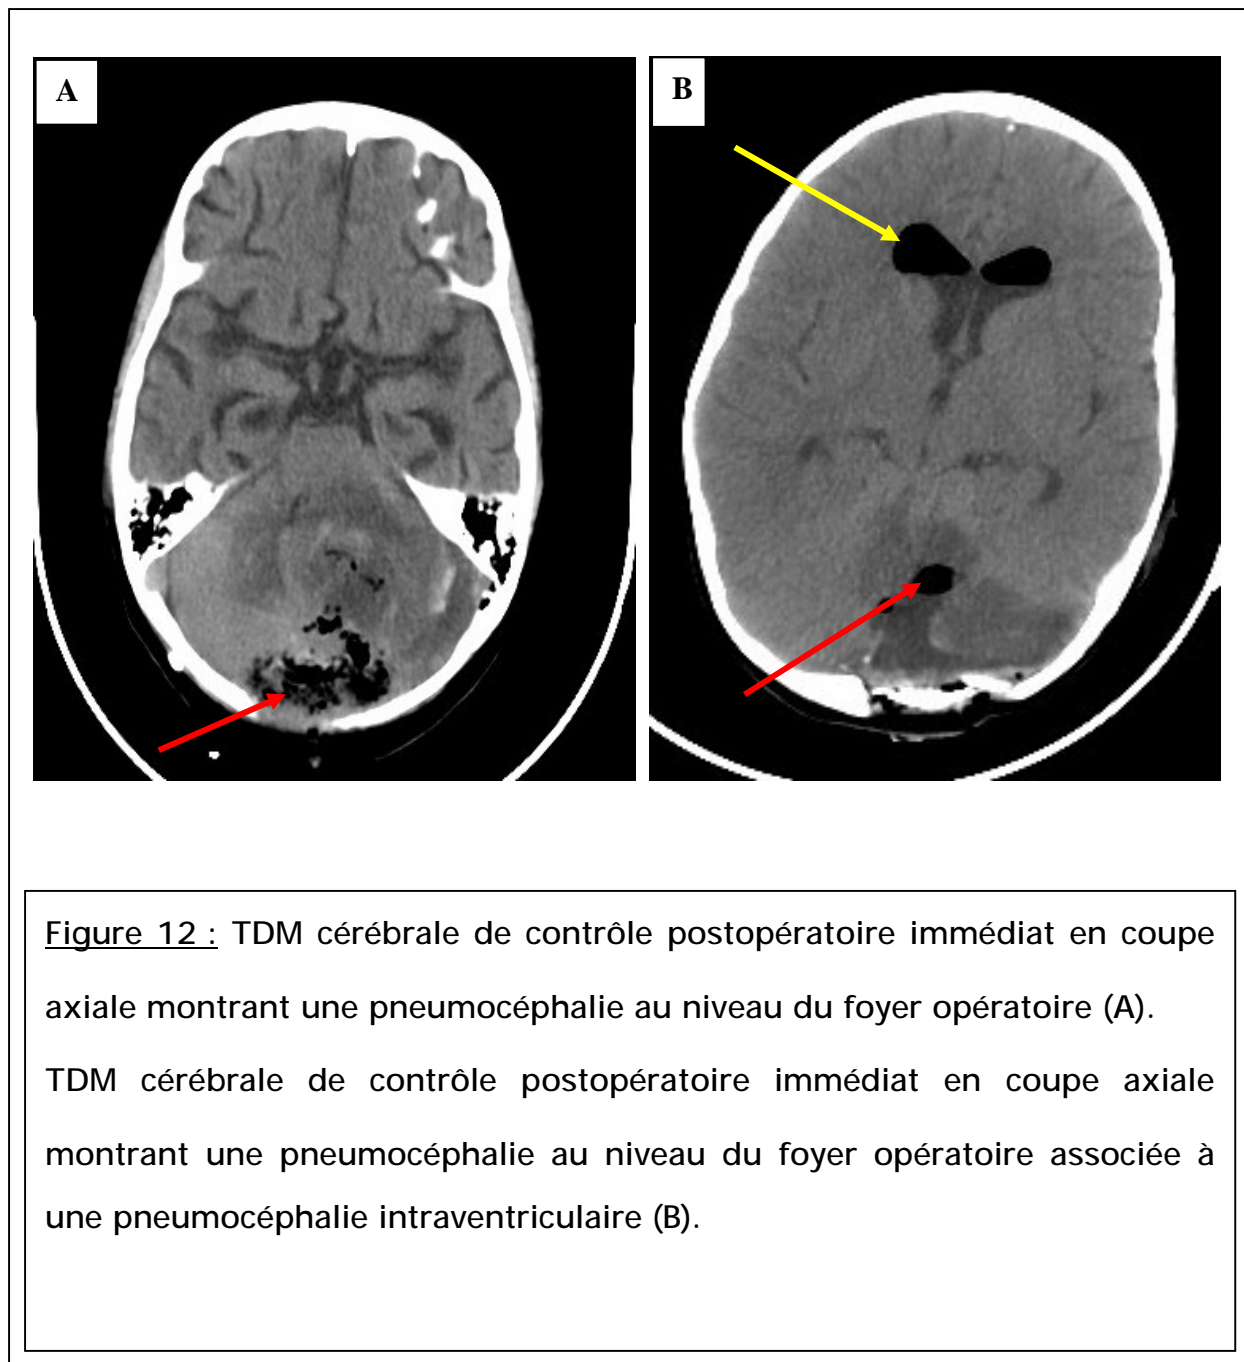 A
B
Figure 12 : TDM cérébrale de contrôle postopératoire immédiat en coupe
axiale montrant une pneumocéphalie au niveau du foyer opératoire (A).
TDM cérébrale de contrôle postopératoire immédiat en coupe axiale
montrant une pneumocéphalie au niveau du foyer opératoire associée à
une pneumocéphalie intraventriculaire (B).